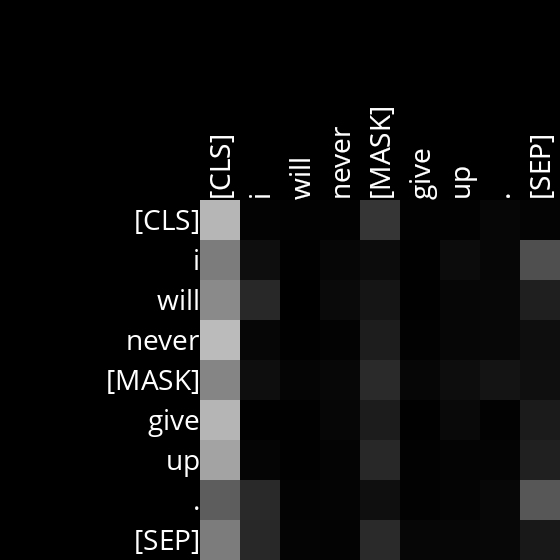 [CLS] i will never [MASK] give up . [SEP]
[CLS]
i
will
never
[MASK]
give
up
.
[SEP]